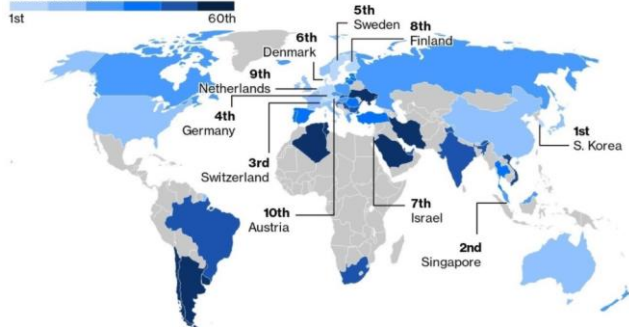 1st 60th
5th
Sweden
8th
Finland
6th
Denmark
9th
Netherlands
4th
Germany
1st
S. Korea
3rd
Switzerland
10th
Austria
7th
Israel
2nd
Singapore